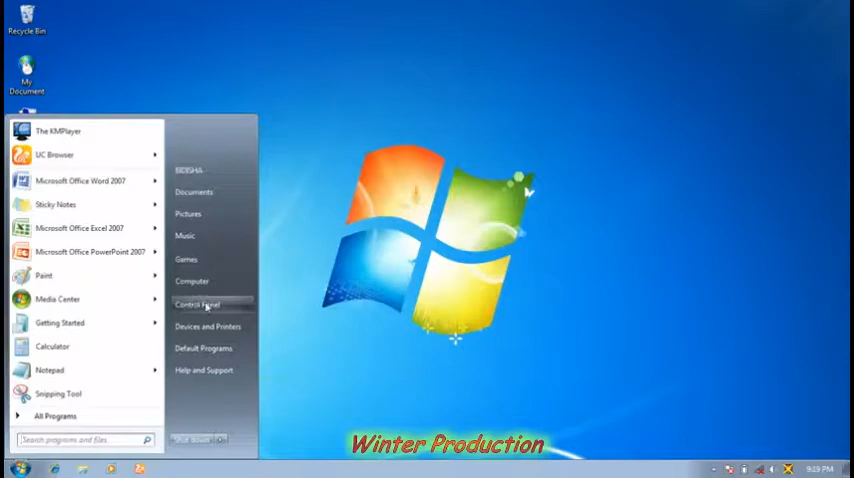 Recycle Bin
My
Document
The KMPlayer
UC Browser
Microsoft Office Word 2007
Sticky Notes
Microsoft Office Excel 2007
Microsoft Office PowerPoint 2007
Paint
Media Center
Getting Started
Calculator
Notepad
Snipping Tool
All Programs
Search programs and files
BIDISHA
Documents
Pictures
Music
Games
Computer
Control Panel
Devices and Printers
Default Programs
Help and Support
Shut down
Winter Production
9:19 PM